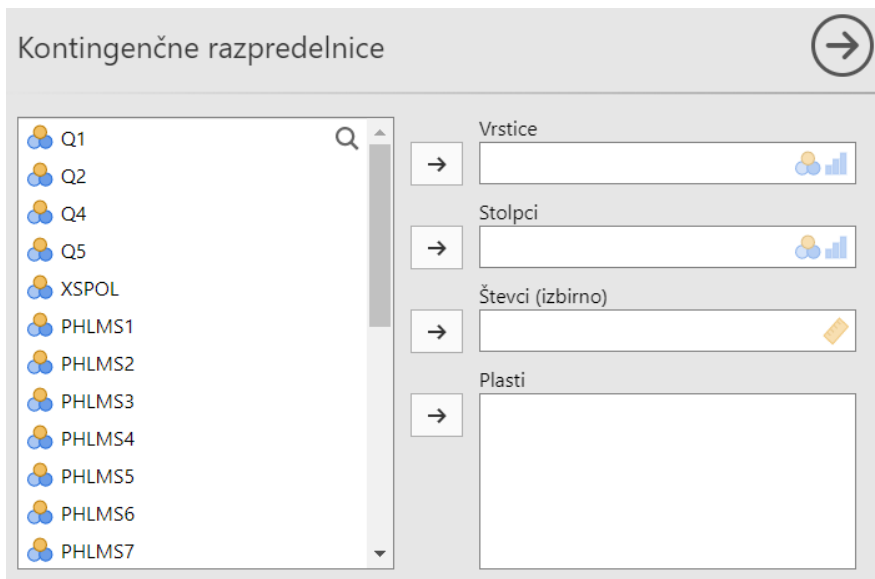 Kontingenčne razpredelnice
Q1
Q2
Q4
Q5
XSPOL
PHLMS1
PHLMS2
PHLMS3
PHLMS4
PHLMS5
PHLMS6
PHLMS7
Vrstice
Stolpci
Števci (izbirno)
Plasti